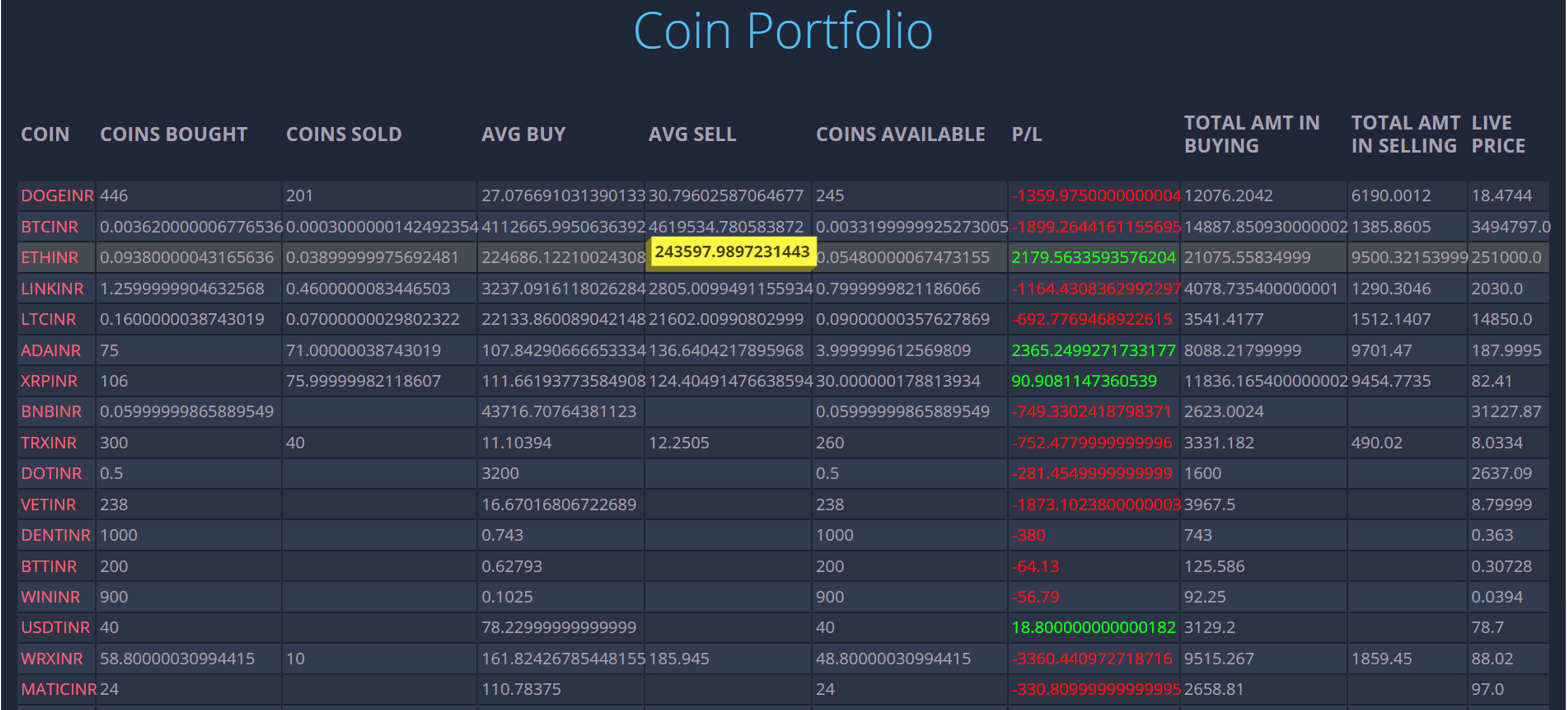 Coin Portfolio
COIN COINS BOUGHT COINS SOLD AVG BUY AVG SELL COINS AVAILABLE P/L TOTAL AMT IN BUYING TOTAL AMT IN SELLING LIVE PRICE
DOGEINR 446 201 27.076691031390133 30.79602587064677 245 -1359.9750000000004 12076.2042 6190.0012 18.4744
BTCINR 0.003620000006776536 0.0003000000142492354 4112665.9950636392 4619534.780583872 0.0033199999925273005 -1899.2644161155695 14887.850930000002 1385.8605 3494797.0
ETHINR 0.09380000043165636 0.03899999975692481 224686.12210024308 243597.9897231443 0.05480000067473155 2179.5633593576204 21075.55834999 9500.32153999 251000.0
LINKINR 1.2599999904632568 0.4600000083446503 3237.0916118026284 2805.0099491155934 0.7999999821186066 -1164.4308362992297 4078.735400000001 1290.3046 2030.0
LTCINR 0.1600000038743019 0.07000000029802322 22133.860089042148 21602.00990802999 0.09000000357627869 -692.7769468922615 3541.4177 1512.1407 14850.0
ADAINR 75 71.00000038743019 107.84290666653334 136.6404217895968 3.999999612569809 2365.2499271733177 8088.21799999 9701.47 187.9995
XRPINR 106 75.99999982118607 111.66193773584908 124.40491476638594 30.000000178813934 90.9081147360539 11836.165400000002 9454.7735 82.41
BNBINR 0.05999999865889549 43716.70764381123 0.05999999865889549 -749.3302418798371 2623.0024 31227.87
TRXINR 300 40 11.10394 12.2505 260 -752.4779999999996 3331.182 490.02 8.0334
DOTINR 0.5 3200 0.5 -281.4549999999999 1600 2637.09
VETINR 238 16.67016806722689 238 -1873.1023800000003 3967.5 8.79999
DENTINR 1000 0.743 1000 -380 743 0.363
BTTINR 200 0.62793 200 -64.13 125.586 0.30728
WININR 900 0.1025 900 -56.79 92.25 0.0394
USDTINR 40 78.22999999999999 40 18.800000000000182 3129.2 78.7
WRXINR 58.80000030994415 10 161.82426785448155 185.945 48.80000030994415 -3360.440972718716 9515.267 1859.45 88.02
MATICINR 24 110.78375 24 -330.80999999999995 2658.81 97.0